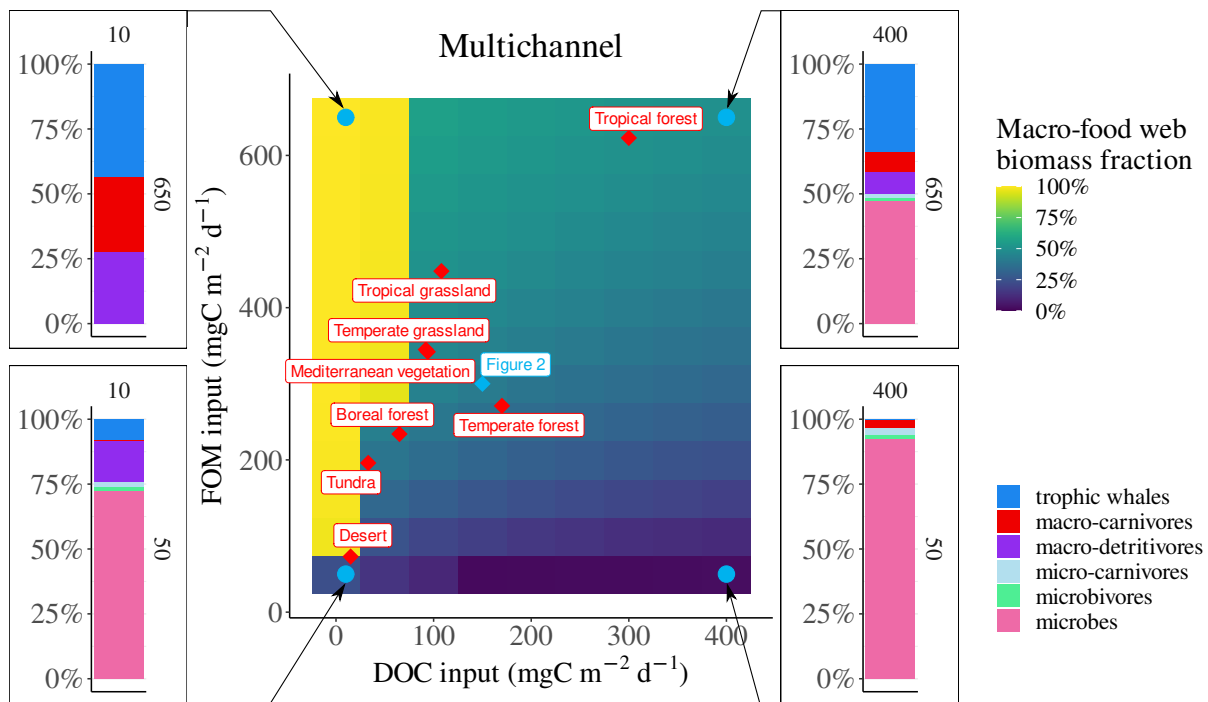 10
100%
75%
50%
25%
0%
650
10
100%
75%
50%
25%
0%
50
Multichannel
FOM input (mgC m−2 d−1)
600
400
200
0
Tropical forest
Tropical grassland
Temperate grassland
Figure 2
Mediterranean vegetation
Boreal forest
Temperate forest
Tundra
Desert
0 100 200 300 400
DOC input (mgC m−2 d−1)
400
100%
75%
50%
25%
0%
650
400
100%
75%
50%
25%
0%
50
Macro-food web
biomass fraction
100%
75%
50%
25%
0%
trophic whales
macro-carnivores
macro-detritivores
micro-carnivores
microbivores
microbes